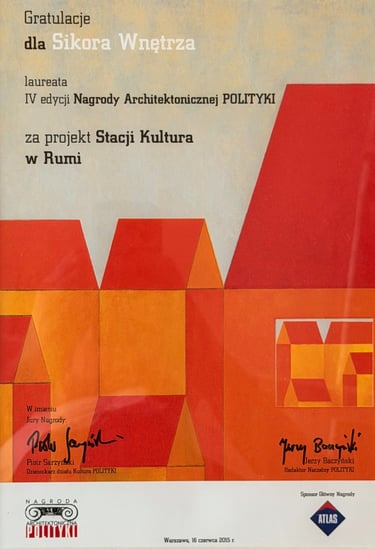 Gratulacje
dla Sikora Wnętrza
laureata
IV edycji Nagrody Architektonicznej POLITYKI
za projekt Stacji Kultura
w Rumi
W imieniu
Jury Nagrody:
Piotr Sarzyński
Dziennikarz działu Kultura POLITYKI
Jerzy Baczyński
Jerzy Baczyński
Redaktor Naczelny POLITYKI
NAGRODA
ARCHITEKTONICZNA
POLITYKI
Sponsor Główny Nagrody
ATLAS
Warszawa, 16 czerwca 2015 r.